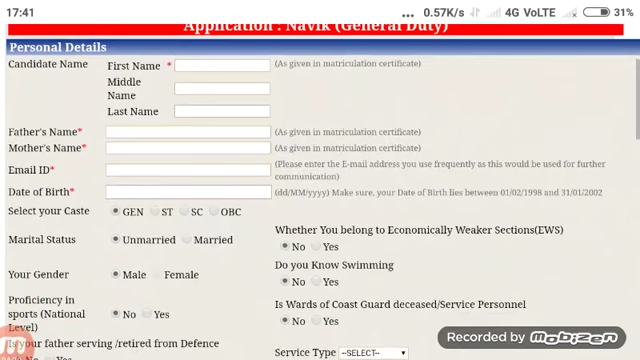 17:41 ... 0.57K/s 4G VoLTE 31%
Application : Navik (General Duty)
Personal Details
Candidate Name First Name * (As given in matriculation certificate)
Middle Name
Last Name
Father's Name* (As given in matriculation certificate)
Mother's Name* (As given in matriculation certificate)
Email ID* (Please enter the E-mail address you use frequently as this would be used for further communication)
Date of Birth* (dd/MM/yyyy) Make sure, your Date of Birth lies between 01/02/1998 and 31/01/2002
Select your Caste GEN ST SC OBC
Marital Status Unmarried Married
Whether You belong to Economically Weaker Sections(EWS)
No Yes
Your Gender Male Female
Do you Know Swimming
No Yes
Proficiency in sports (National Level) No Yes
Is Wards of Coast Guard deceased/Service Personnel
No Yes
Is your father serving /retired from Defence
No Yes
Service Type --SELECT--
Recorded by mobizen